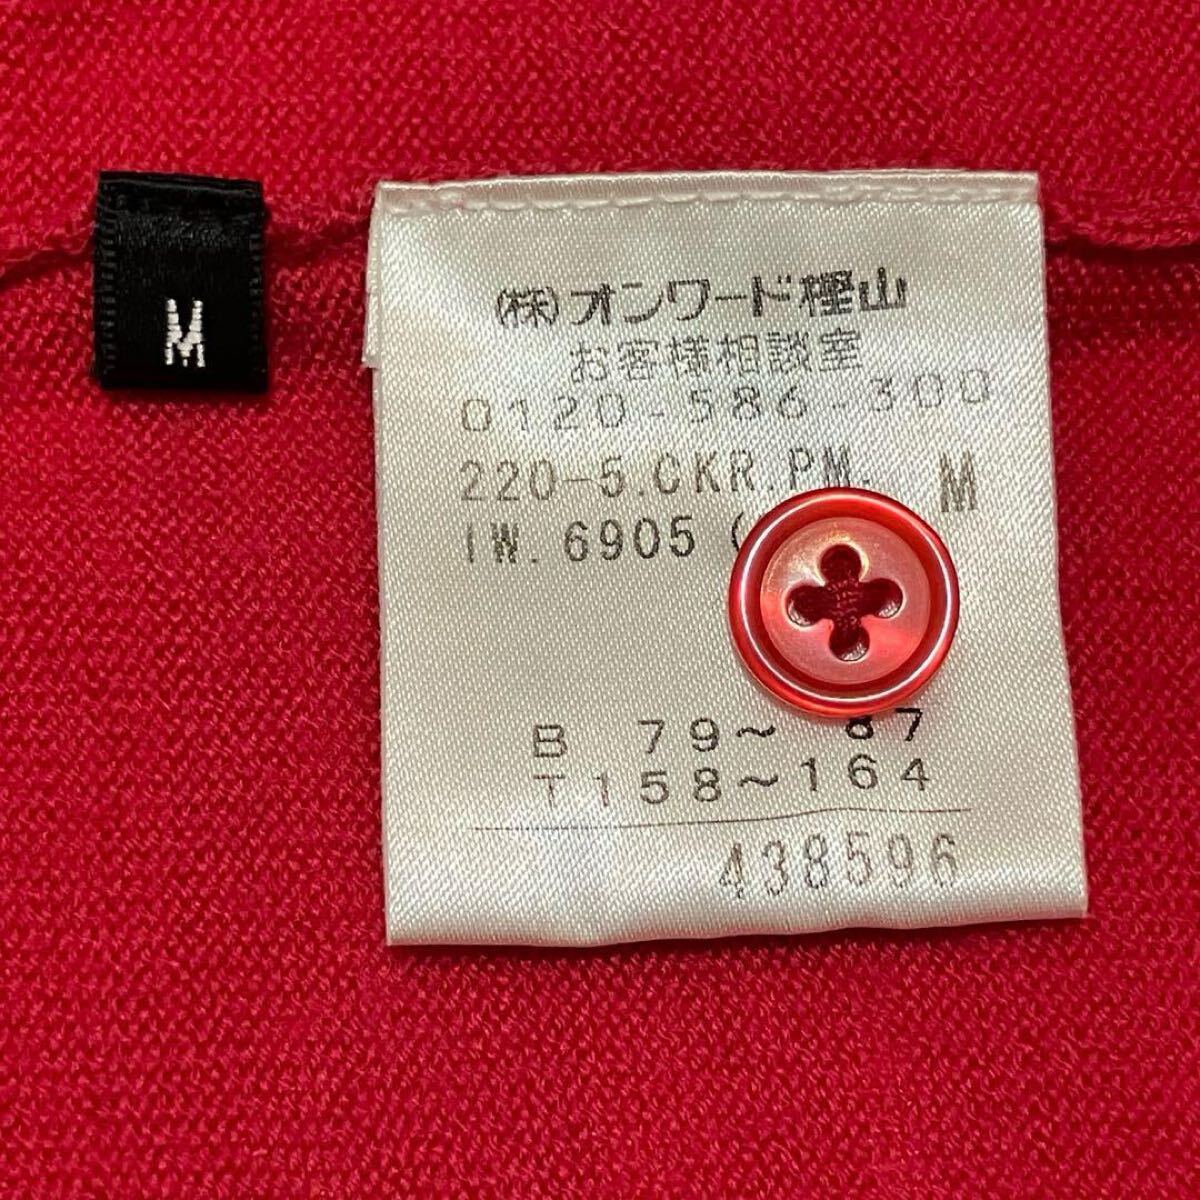 M
(株)オンワード樫山
お客様相談室
0120-586-300
220-5.CKR.PM. M
IW.6905 (
B 79～ 87
T158～164
438596